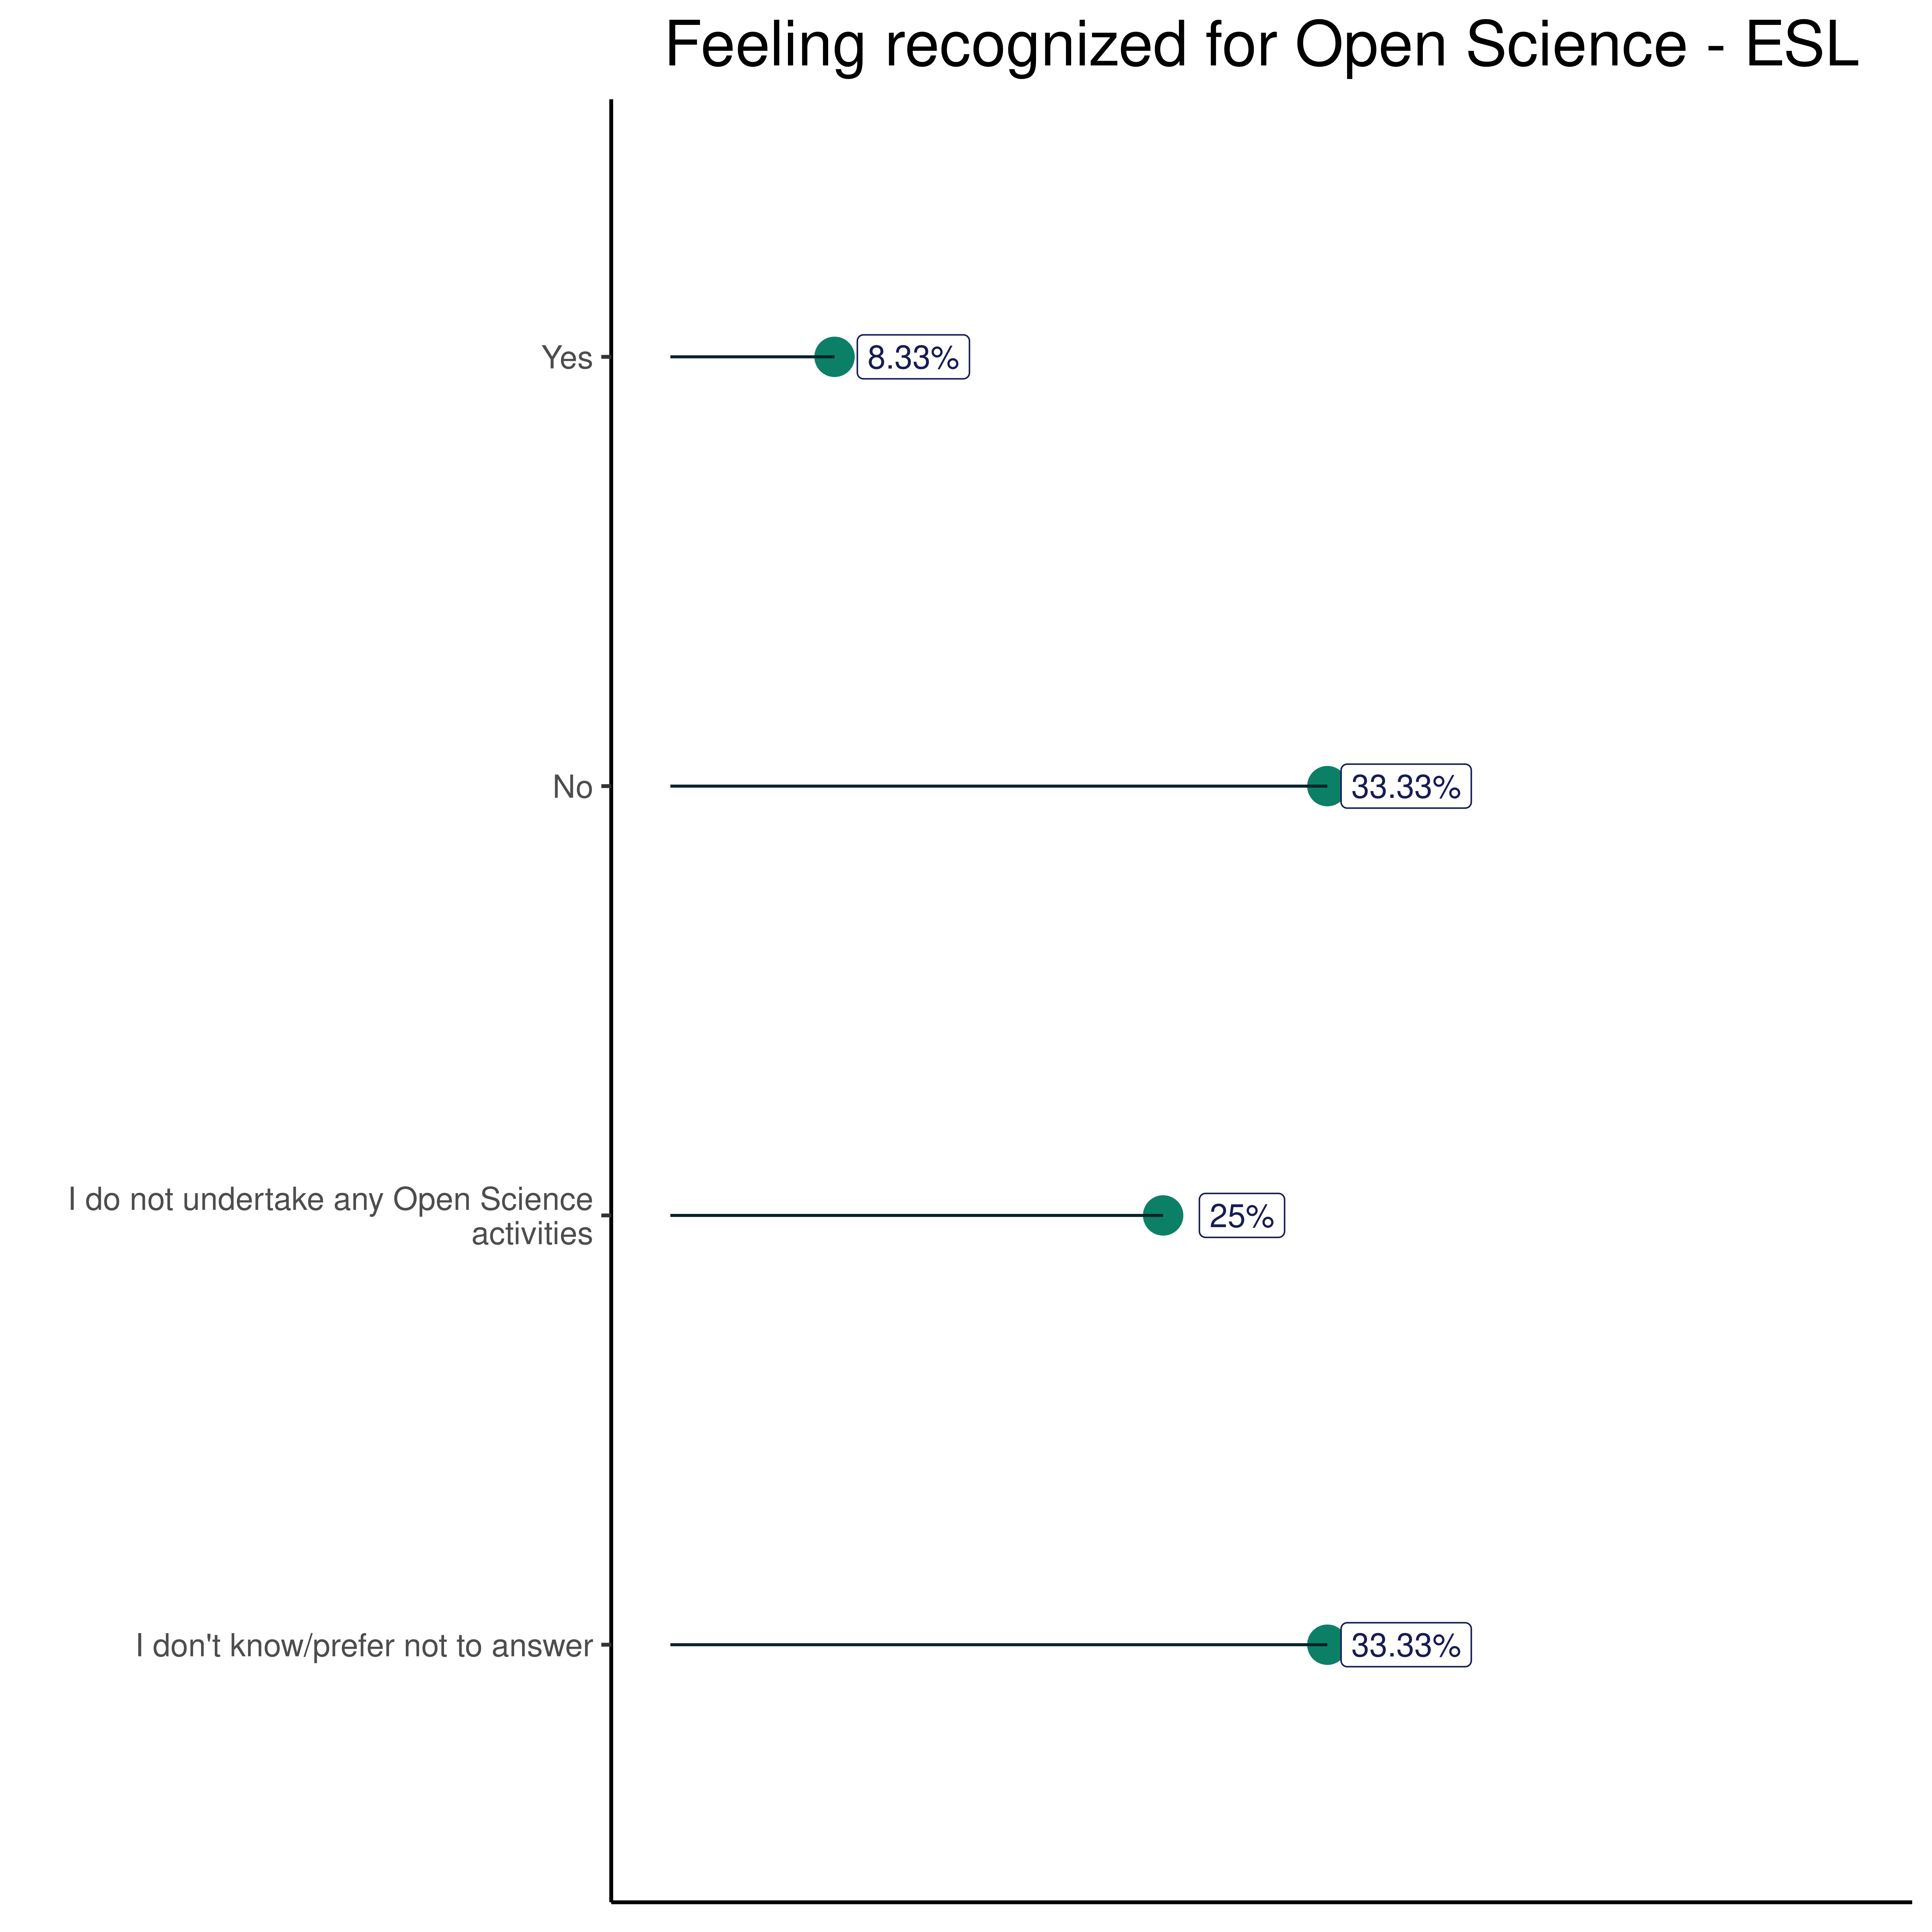 Feeling recognized for Open Science - ESL
Yes
8.33%
No
33.33%
I do not undertake any Open Science
activities
25%
I don't know/prefer not to answer
33.33%